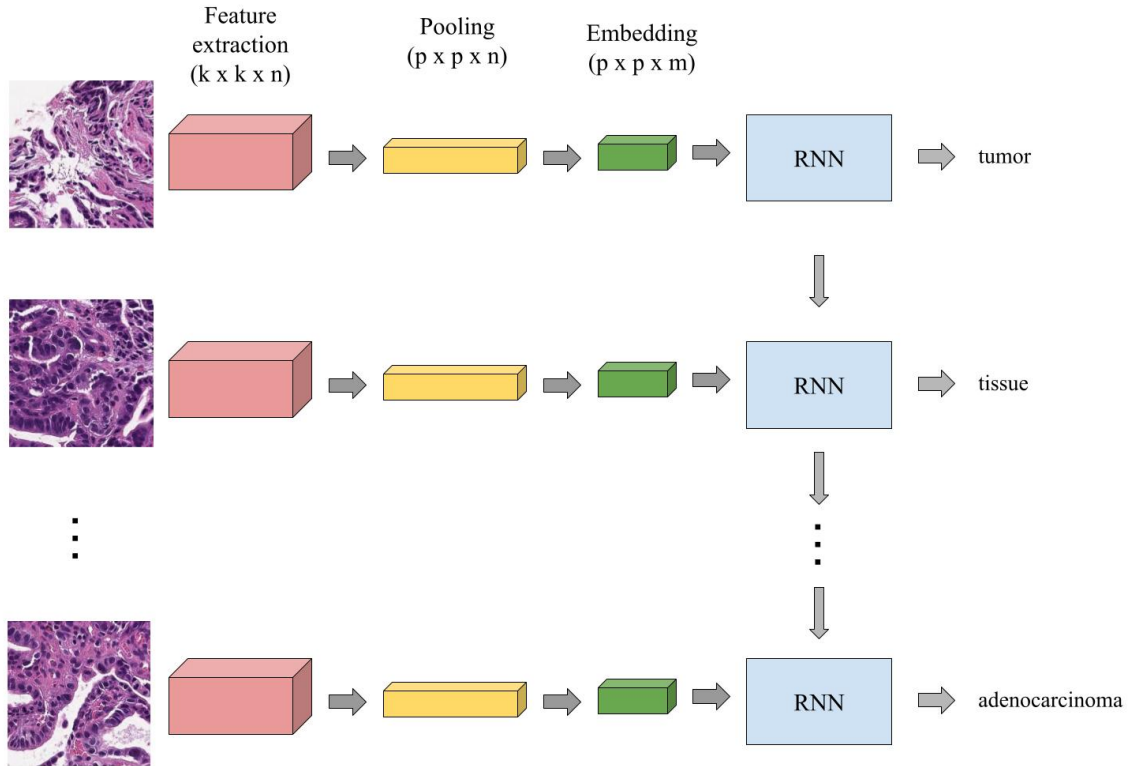 Feature
extraction
(k x k x n)
Pooling
(p x p x n)
Embedding
(p x p x m)
RNN
tumor
RNN
tissue
RNN
adenocarcinoma